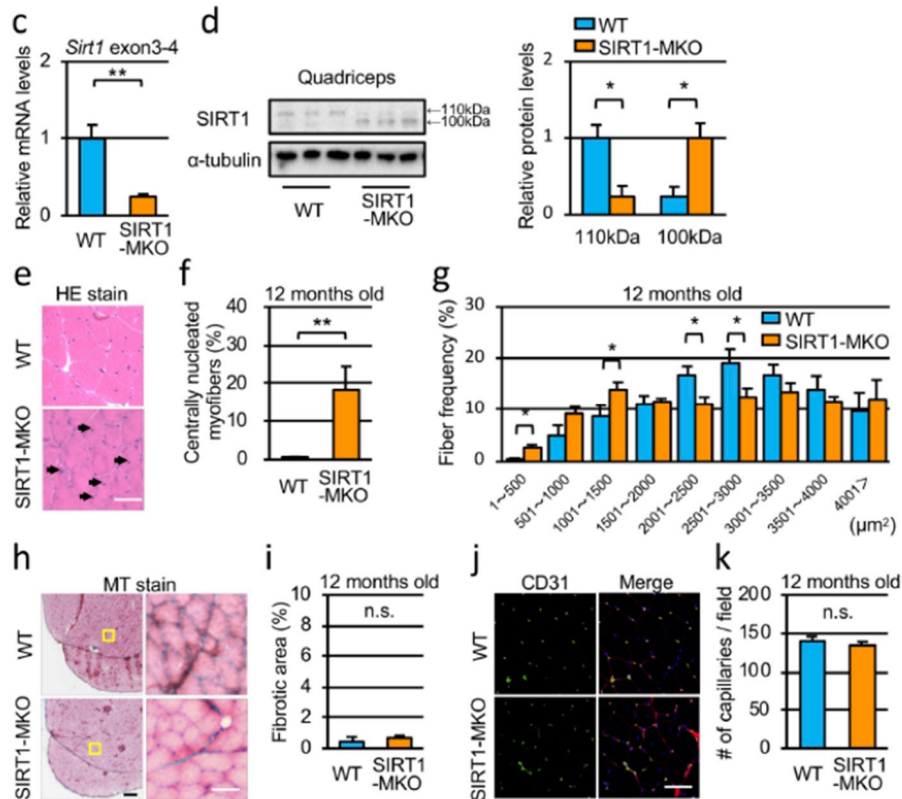 c
Sirt1 exon3-4
Relative mRNA levels
2
1
0
**
WT
SIRT1
-MKO
d
Quadriceps
SIRT1
←110kDa
←100kDa
α-tubulin
WT
SIRT1
-MKO
WT
SIRT1-MKO
Relative protein levels
2
1
0
*
*
110kDa
100kDa
e
HE stain
WT
SIRT1-MKO
f
12 months old
Centrally nucleated
myofibers (%)
40
30
20
10
0
**
WT
SIRT1
-MKO
g
12 months old
Fiber frequency (%)
30
20
10
0
WT
SIRT1-MKO
*
*
*
*
1~500
501~1000
1001~1500
1501~2000
2001~2500
2501~3000
3001~3500
3501~4000
4001>
(μm²)
h
MT stain
WT
SIRT1-MKO
i
12 months old
Fibrotic area (%)
10
8
6
4
2
0
n.s.
WT
SIRT1
-MKO
j
CD31
Merge
WT
SIRT1-MKO
k
12 months old
# of capillaries / field
200
150
100
50
0
n.s.
WT
SIRT1
-MKO